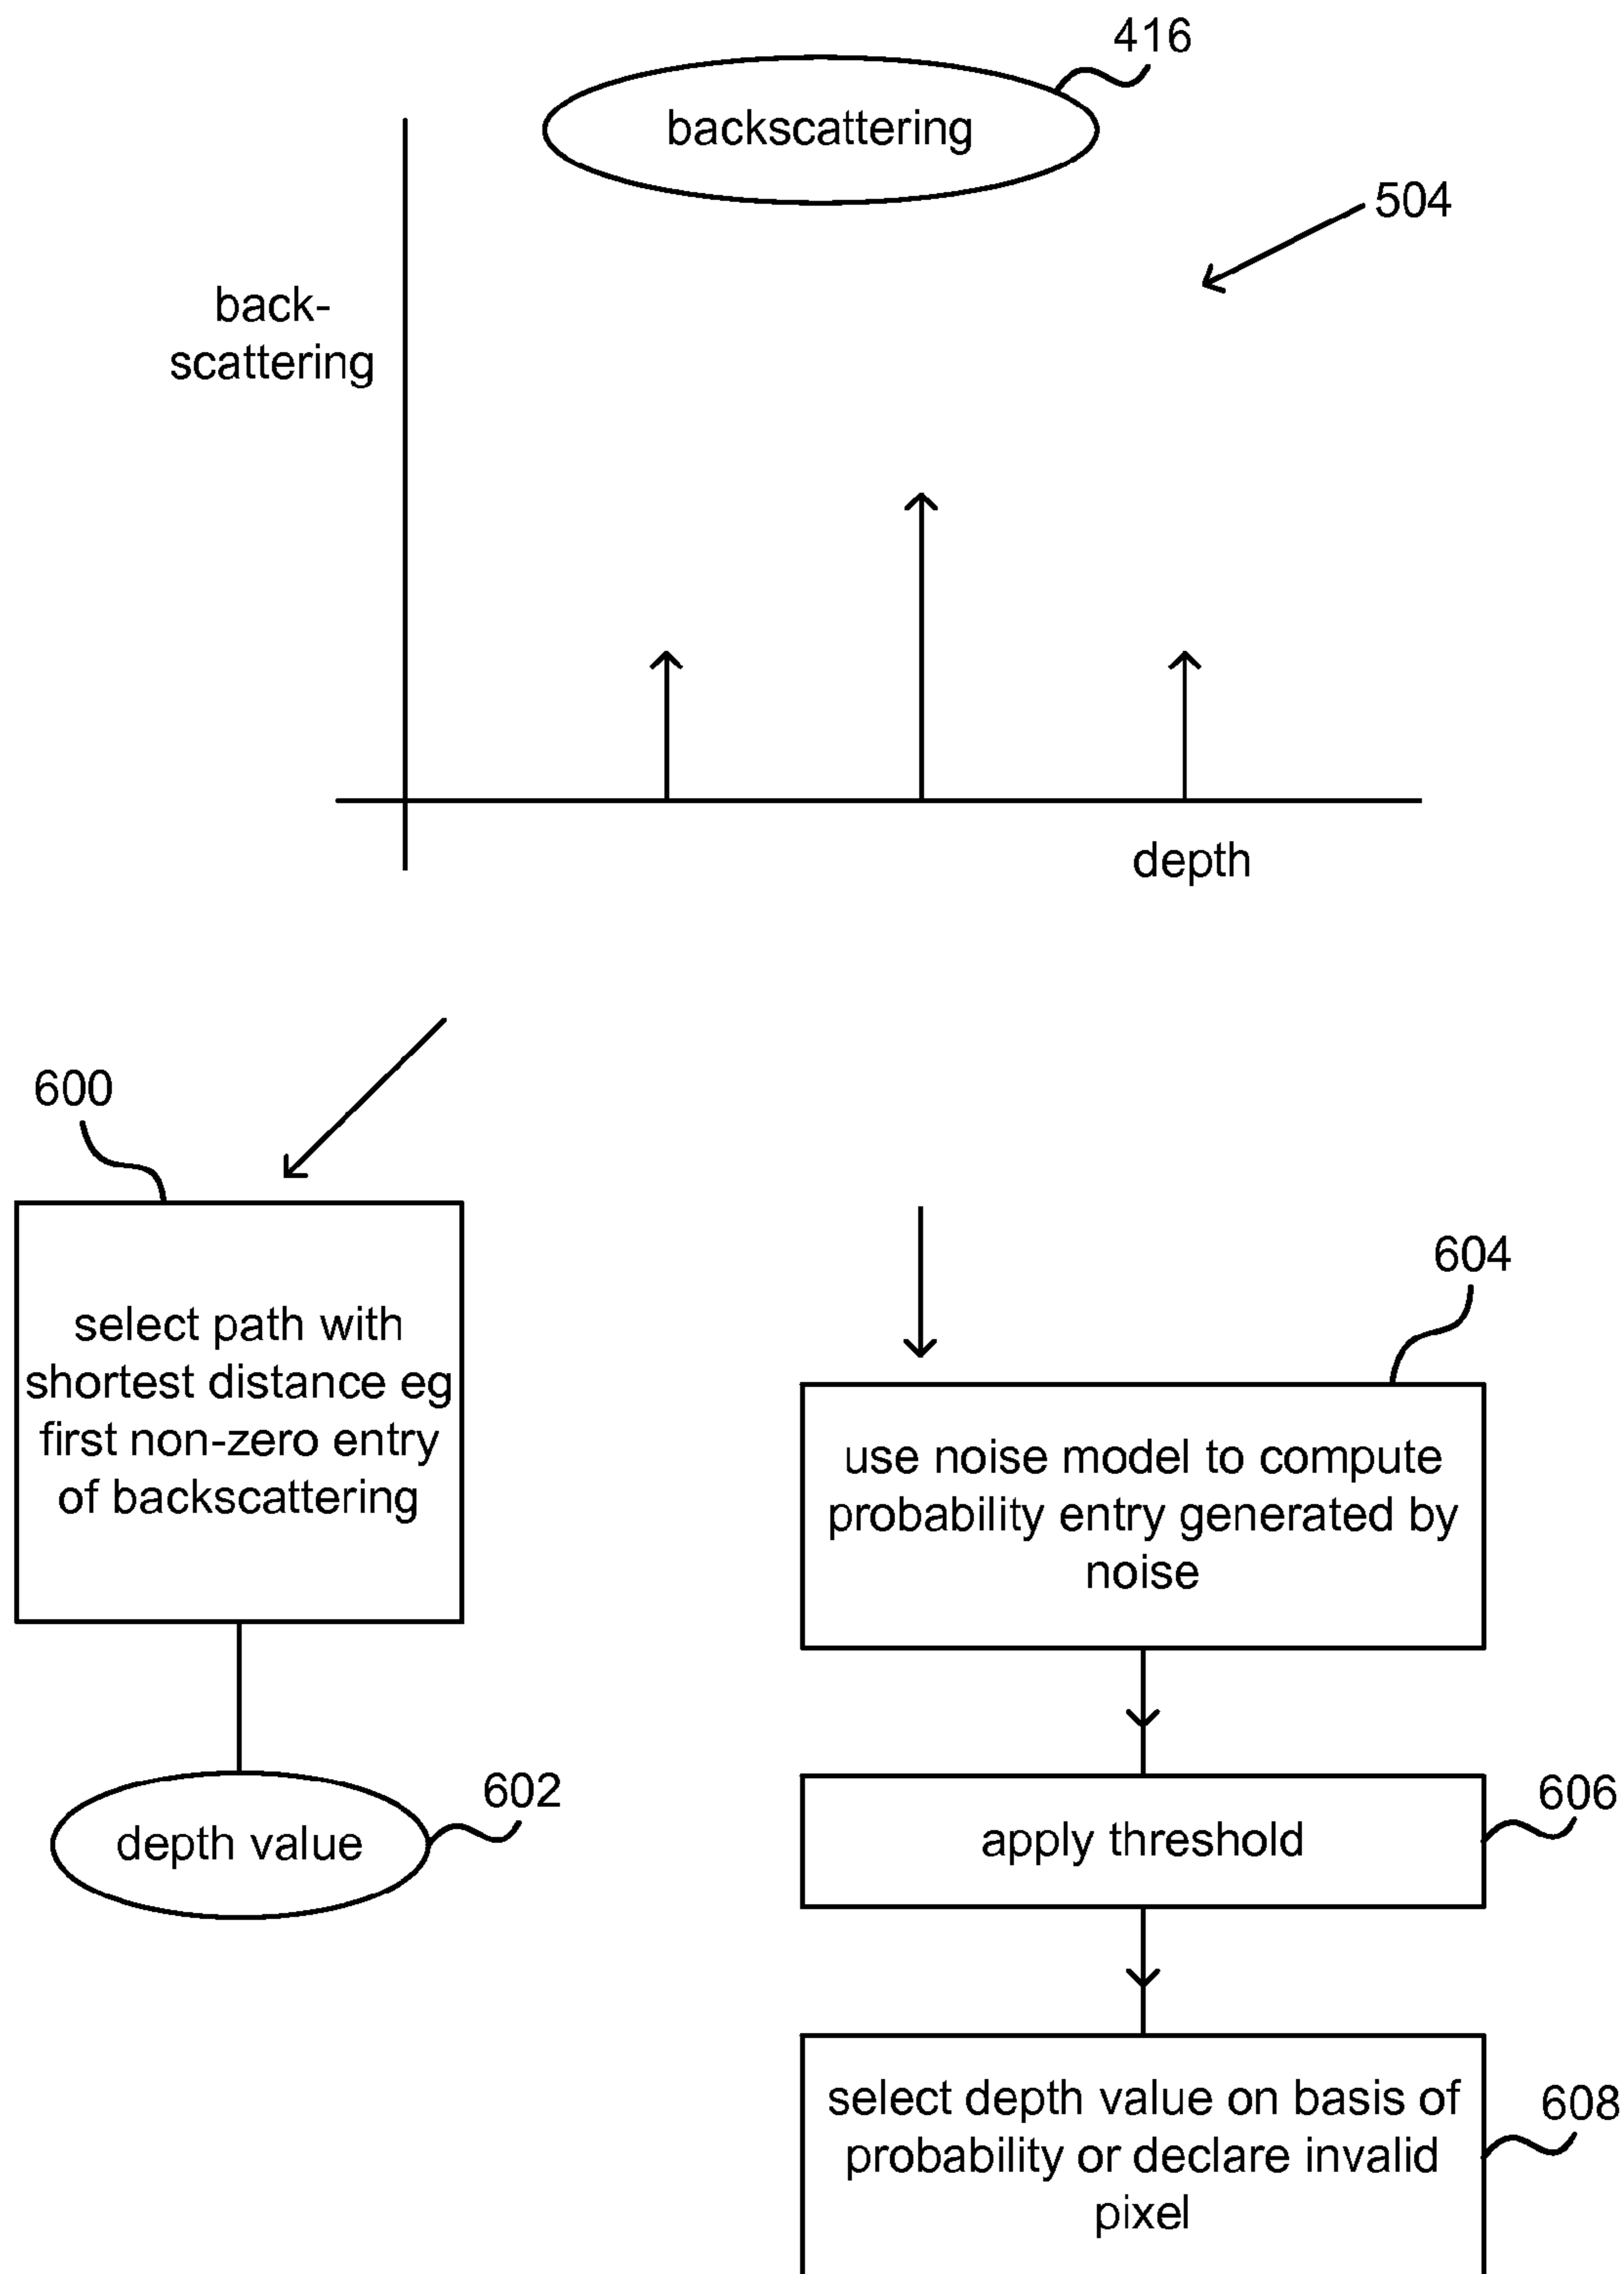 416
backscattering
504
back-
scattering
depth
600
select path with
shortest distance eg
first non-zero entry
of backscattering
602
depth value
604
use noise model to compute
probability entry generated by
noise
606
apply threshold
608
select depth value on basis of
probability or declare invalid
pixel